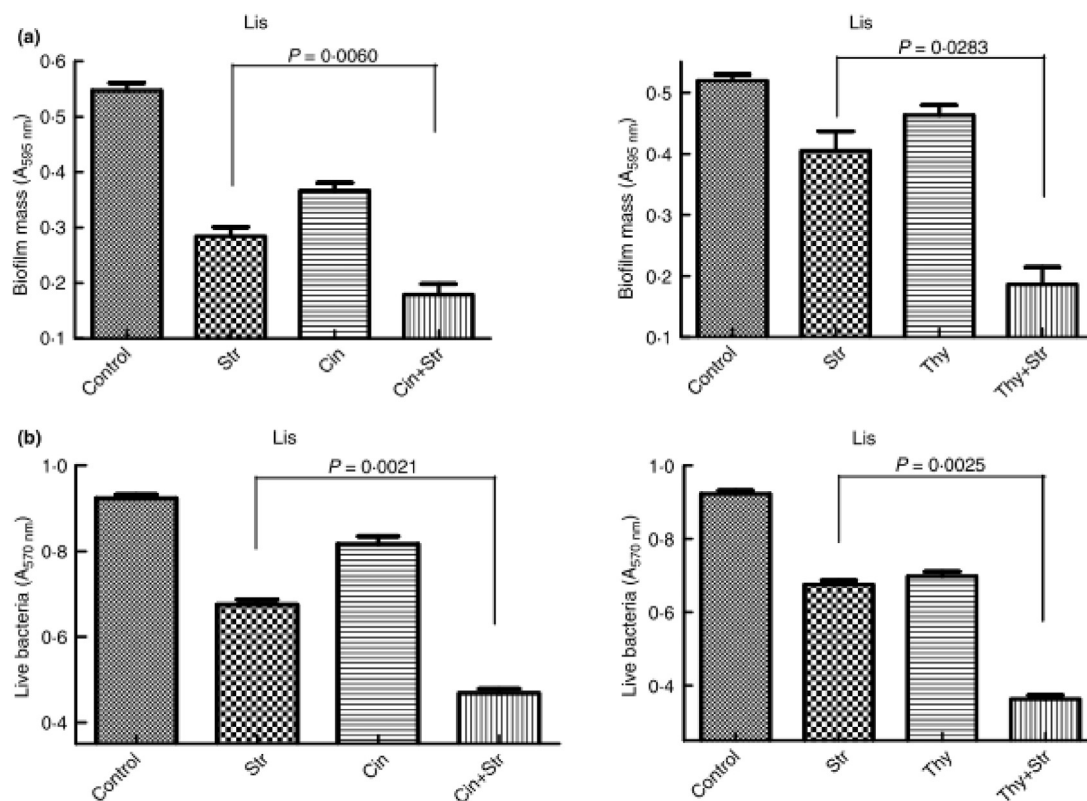 (a)
Lis
P = 0·0060
Biofilm mass (A595 nm)
0·6
0·5
0·4
0·3
0·2
0·1
Control
Str
Cin
Cin+Str
Lis
P = 0·0283
Biofilm mass (A595 nm)
0·5
0·4
0·3
0·2
0·1
Control
Str
Thy
Thy+Str
(b)
Lis
P = 0·0021
Live bacteria (A570 nm)
1·0
0·8
0·6
0·4
Control
Str
Cin
Cin+Str
Lis
P = 0·0025
Live bacteria (A570 nm)
1·0
0·8
0·6
0·4
Control
Str
Thy
Thy+Str